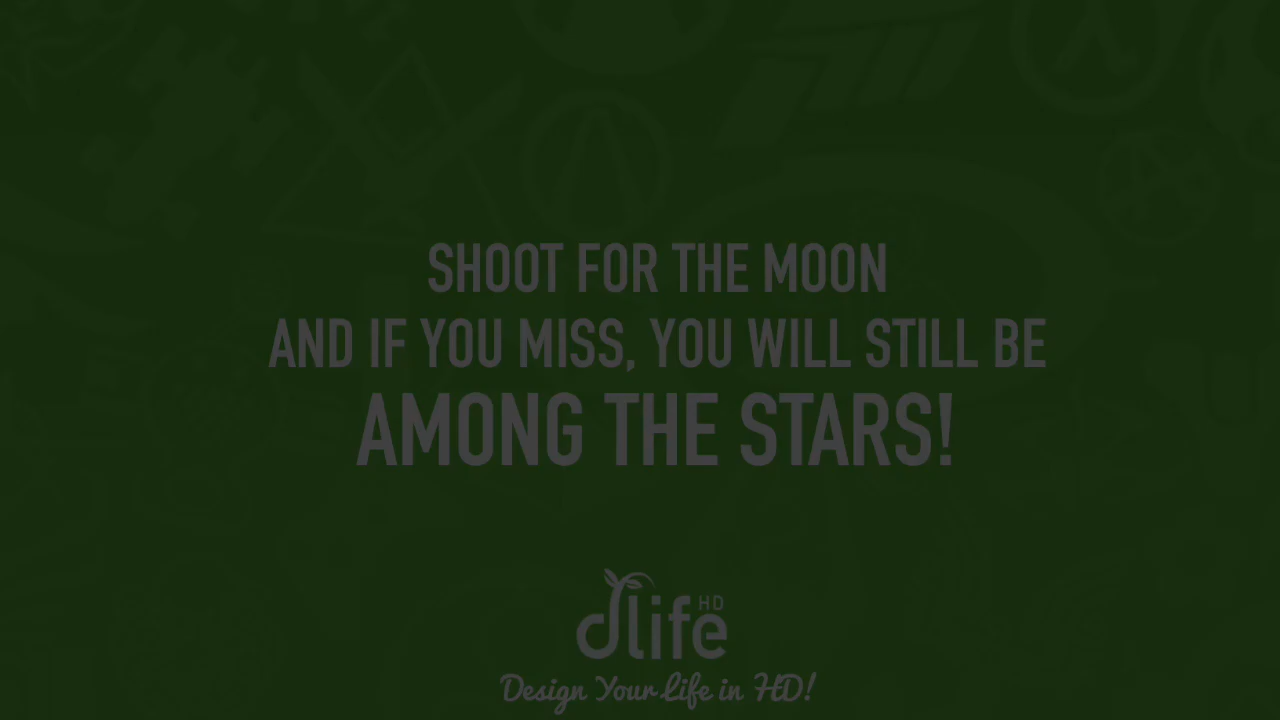 SHOOT FOR THE MOON
AND IF YOU MISS, YOU WILL STILL BE
AMONG THE STARS!
dlife HD
Design Your Life in HD!